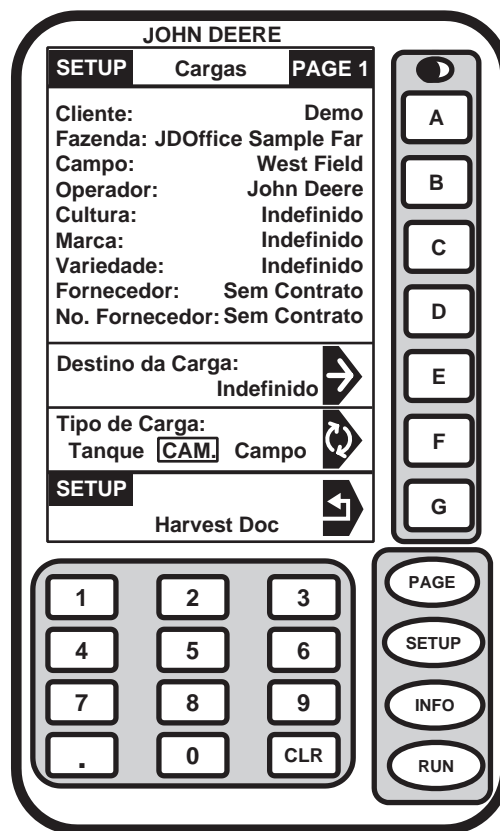 JOHN DEERE
SETUP Cargas PAGE 1
Cliente: Demo
Fazenda: JDOffice Sample Far
Campo: West Field
Operador: John Deere
Cultura: Indefinido
Marca: Indefinido
Variedade: Indefinido
Fornecedor: Sem Contrato
No. Fornecedor: Sem Contrato
Destino da Carga:
Indefinido
Tipo de Carga:
Tanque CAM. Campo
SETUP
Harvest Doc
A
B
C
D
E
F
G
1 2 3
4 5 6
7 8 9
. 0 CLR
PAGE
SETUP
INFO
RUN